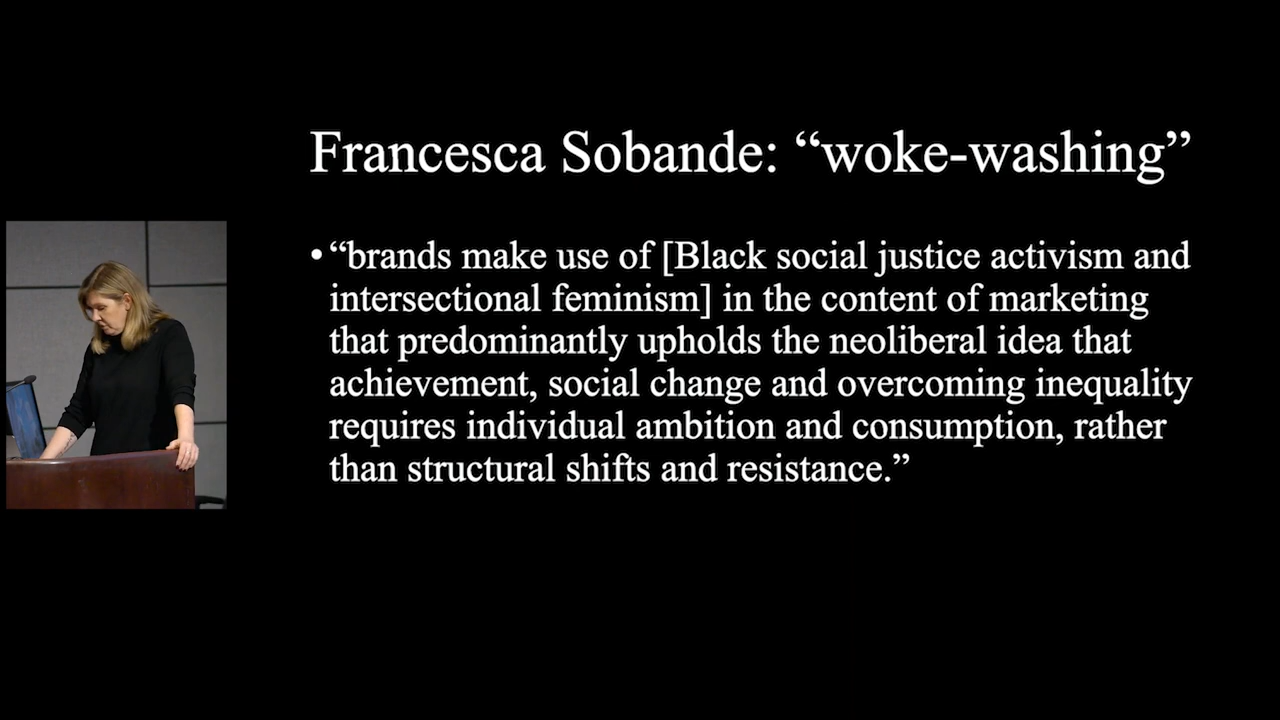 Francesca Sobande: “woke-washing”
• “brands make use of [Black social justice activism and
intersectional feminism] in the content of marketing
that predominantly upholds the neoliberal idea that
achievement, social change and overcoming inequality
requires individual ambition and consumption, rather
than structural shifts and resistance.”